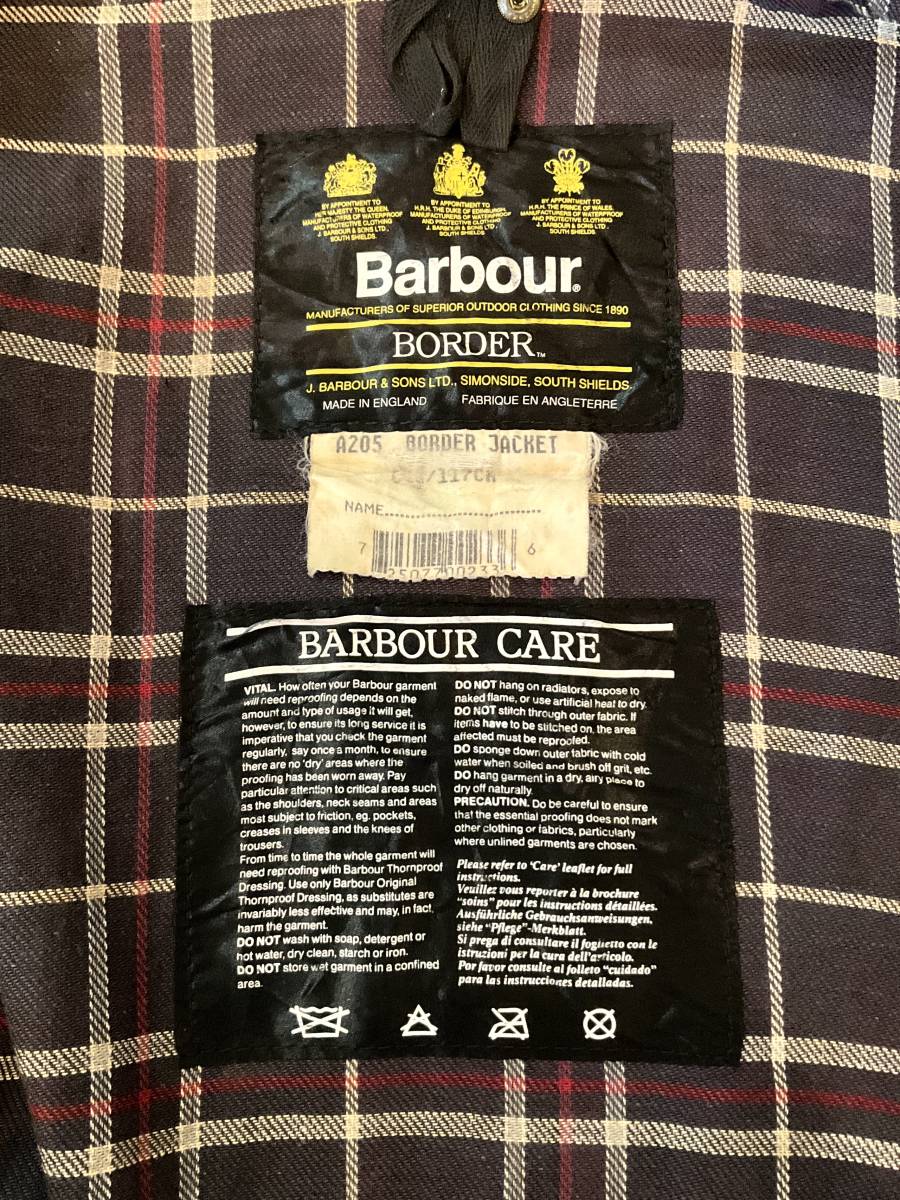 BY APPOINTMENT TO
HER MAJESTY THE QUEEN,
MANUFACTURERS OF WATERPROOF
AND PROTECTIVE CLOTHING
J. BARBOUR & SONS LTD.,
SOUTH SHIELDS.
BY APPOINTMENT TO
H.R.H. THE DUKE OF EDINBURGH
MANUFACTURERS OF WATERPROOF
AND PROTECTIVE CLOTHING
J. BARBOUR & SONS LTD.,
SOUTH SHIELDS
BY APPOINTMENT TO
H.R.H. THE PRINCE OF WALES.
MANUFACTURERS OF WATERPROOF
AND PROTECTIVE CLOTHING
J. BARBOUR & SONS LTD.
SOUTH SHIELDS.
Barbour®
MANUFACTURERS OF SUPERIOR OUTDOOR CLOTHING SINCE 1890
BORDER™
J. BARBOUR & SONS LTD., SIMONSIDE, SOUTH SHIELDS.
MADE IN ENGLAND FABRIQUE EN ANGLETERRE
A205 BORDER JACKET
/117CM
NAME
7 6
BARBOUR CARE
VITAL. How often your Barbour garment
will need reproofing depends on the
amount and type of usage it will get,
however, to ensure its long service it is
imperative that you check the garment
regularly, say once a month, to ensure
there are no 'dry' areas where the
proofing has been worn away. Pay
particular attention to critical areas such
as the shoulders, neck seams and areas
most subject to friction, eg. pockets,
creases in sleeves and the knees of
trousers.
From time to time the whole garment will
need reproofing with Barbour Thornproof
Dressing. Use only Barbour Original
Thornproof Dressing, as substitutes are
invariably less effective and may, in fact,
harm the garment.
DO NOT wash with soap, detergent or
hot water, dry clean, starch or iron.
DO NOT store wet garment in a confined
area.
DO NOT hang on radiators, expose to
naked flame, or use artificial heat to dry.
DO NOT stitch through outer fabric. If
items have to be stitched on, the area
affected must be reproofed.
DO sponge down outer fabric with cold
water when soiled and brush off grit, etc.
DO hang garment in a dry, airy place to
dry off naturally.
PRECAUTION. Do be careful to ensure
that the essential proofing does not mark
other clothing or fabrics, particularly
where unlined garments are chosen.
Please refer to 'Care' leaflet for full
instructions.
Veuillez vous reporter à la brochure
"soins" pour les instructions détaillées.
Ausführliche Gebrauchsanweisungen,
siehe "Pflege"-Merkblatt.
Si prega di consultare il foglietto con le
istruzioni per la cura dell'articolo.
Por favor consulte al folleto "cuidado"
para las instrucciones detalladas.